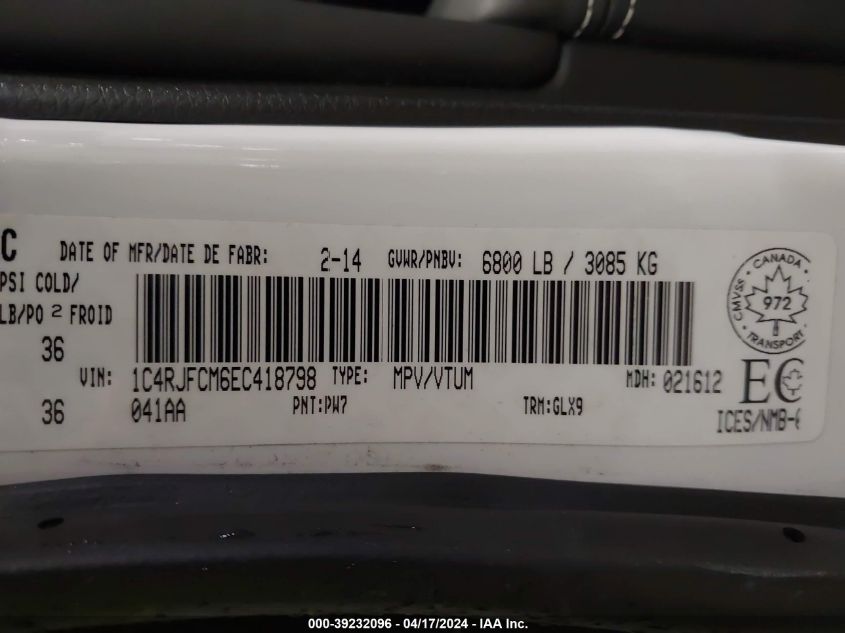 C DATE OF MFR/DATE DE FABR: 2-14 GVWR/PNBV: 6800 LB / 3085 KG
PSI COLD/
LB/PO 2 FROID
36
VIN: 1C4RJFCM6EC418798 TYPE: MPV/VTUM MDH: 021612
36 041AA PNT:PW7 TRM:GLX9
CANADA
CMVSS
972
TRANSPORT
EC
ICES/NMB-
000-39232096 - 04/17/2024 - IAA Inc.